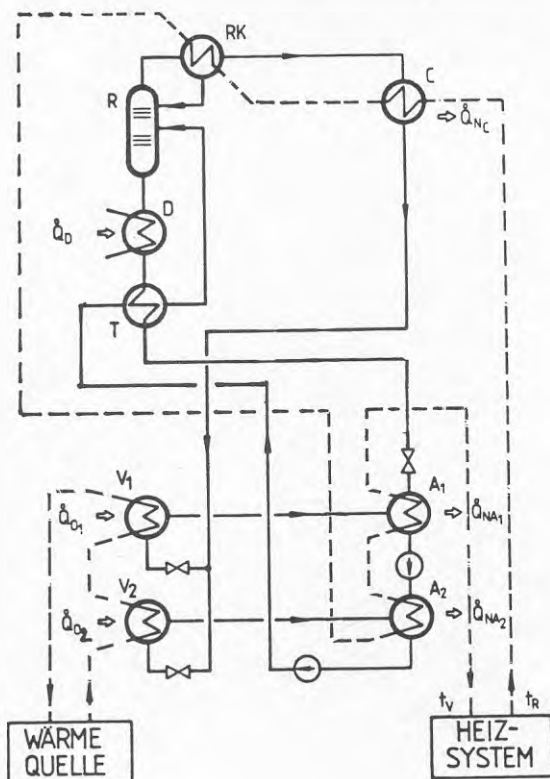 RK
C
R
Q̊NC
D
Q̊D
T
V1
A1
Q̊O1
Q̊NA1
V2
A2
Q̊O2
Q̊NA2
tV
tR
WÄRME
QUELLE
HEIZ-
SYSTEM